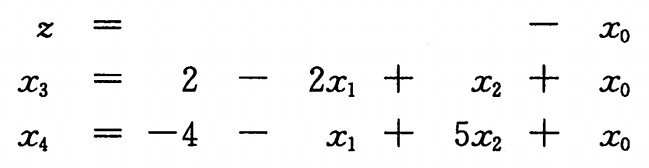 z = − x₀
x₃ = 2 − 2x₁ + x₂ + x₀
x₄ = −4 − x₁ + 5x₂ + x₀